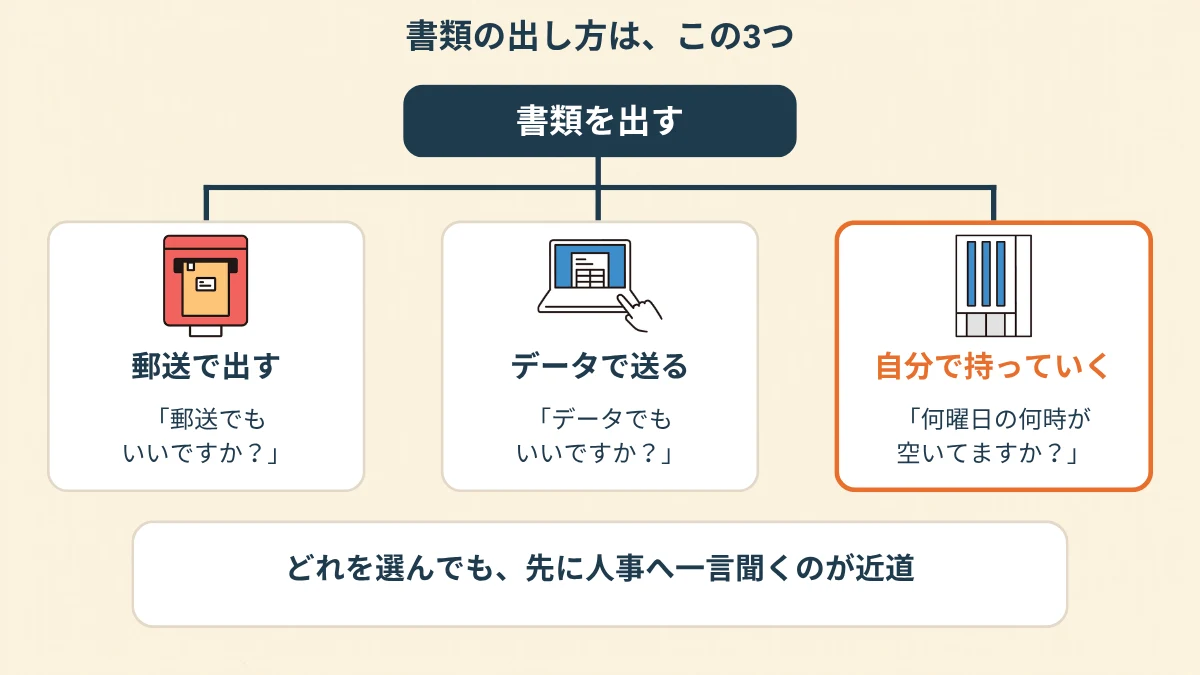 書類の出し方は、この3つ
書類を出す
郵送で出す
「郵送でも
いいですか？」
データで送る
「データでも
いいですか？」
自分で持っていく
「何曜日の何時が
空いてますか？」
どれを選んでも、先に人事へ一言聞くのが近道